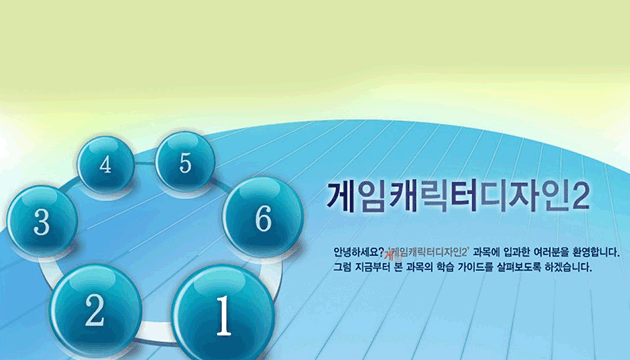 4
5
3
6
2
1
게임캐릭터디자인2
안녕하세요? '게임캐릭터디자인2' 과목에 입과한 여러분을 환영합니다.
그럼 지금부터 본 과목의 학습 가이드를 살펴보도록 하겠습니다.